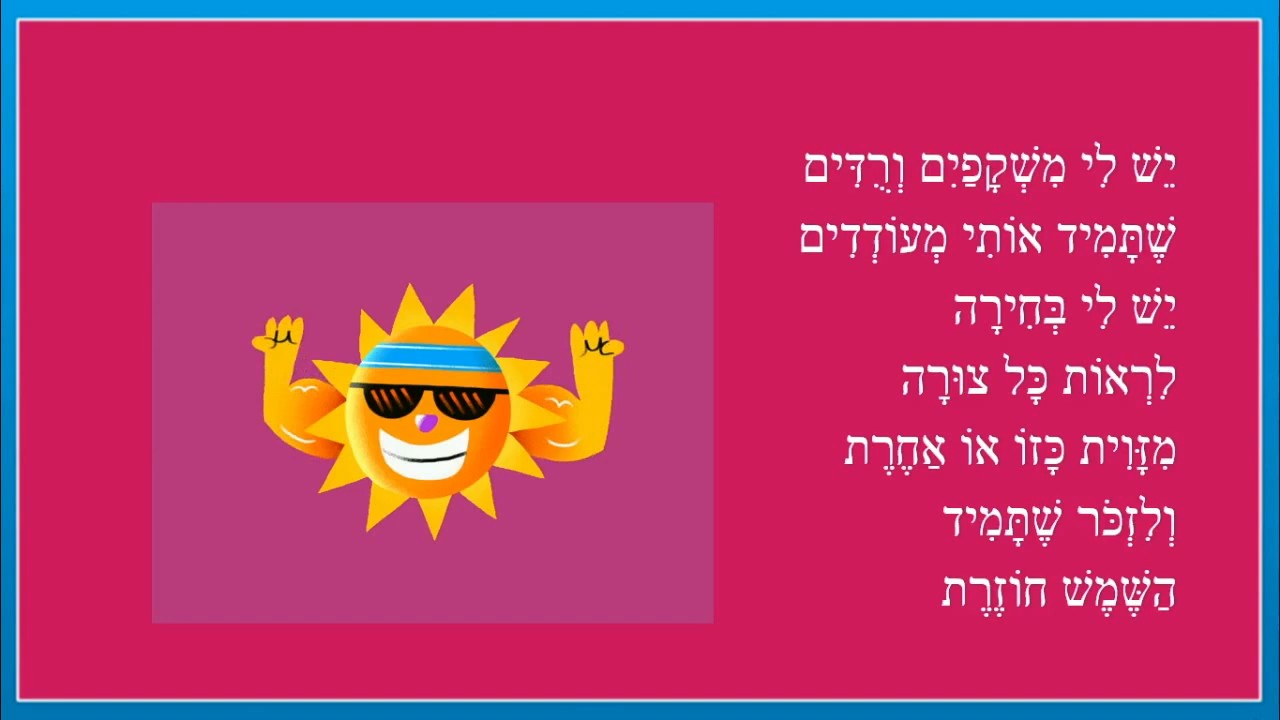 יֵשׁ לִי מִשְׁקָפַיִם וְרֻדִּים
שֶׁתָּמִיד אוֹתִי מְעוֹדְדִים
יֵשׁ לִי בְּחִירָה
לִרְאוֹת כָּל צוּרָה
מִזָּוִית כָּזוֹ אוֹ אַחֶרֶת
וְלִזְכֹּר שֶׁתָּמִיד
הַשֶּׁמֶשׁ חוֹזֶרֶת